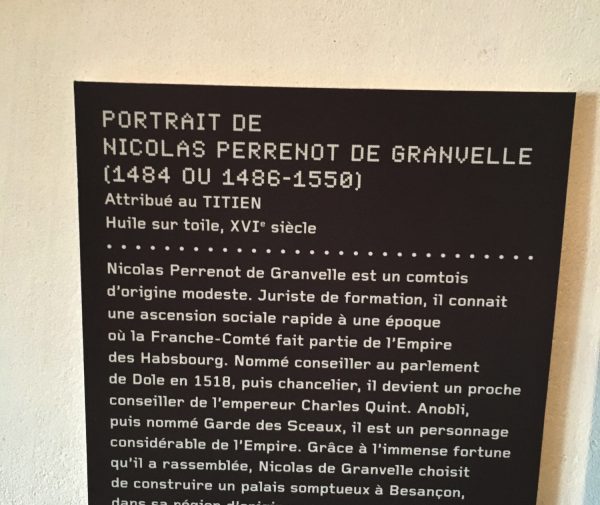 PORTRAIT DE
NICOLAS PERRENOT DE GRANVELLE
(1484 OU 1486-1550)
Attribué au TITIEN
Huile sur toile, XVIᵉ siècle
Nicolas Perrenot de Granvelle est un comtois
d'origine modeste. Juriste de formation, il connait
une ascension sociale rapide à une époque
où la Franche-Comté fait partie de l'Empire
des Habsbourg. Nommé conseiller au parlement
de Dole en 1518, puis chancelier, il devient un proche
conseiller de l'empereur Charles Quint. Anobli,
puis nommé Garde des Sceaux, il est un personnage
considérable de l'Empire. Grâce à l'immense fortune
qu'il a rassemblée, Nicolas de Granvelle choisit
de construire un palais somptueux à Besançon,
dans sa région